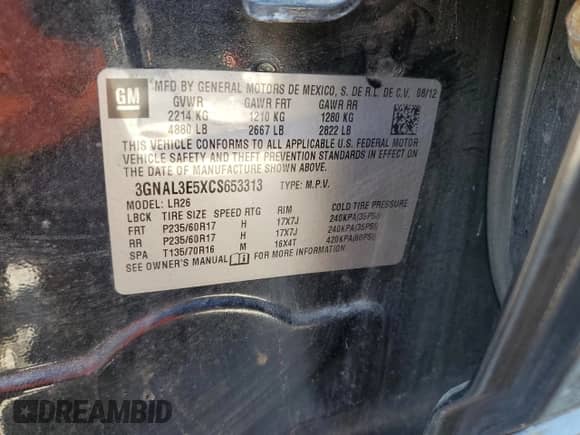 GM
MFD BY GENERAL MOTORS DE MEXICO, S. DE R.L. DE C.V. 08/12
GVWR GAWR FRT GAWR RR
2214 KG 1210 KG 1280 KG
4880 LB 2667 LB 2822 LB
THIS VEHICLE CONFORMS TO ALL APPLICABLE U.S. FEDERAL MOTOR
VEHICLE SAFETY AND THEFT PREVENTION STANDARDS IN EFFECT ON
THE DATE OF MANUFACTURE SHOWN ABOVE.
3GNAL3E5XCS653313 TYPE: M.P.V.
MODEL: LR26
LBCK TIRE SIZE SPEED RTG RIM COLD TIRE PRESSURE
FRT P235/60R17 H 17X7J 240KPA(35PSI)
RR P235/60R17 H 17X7J 240KPA(35PSI)
SPA T135/70R16 M 16X4T 420KPA(60PSI)
SEE OWNER'S MANUAL FOR MORE INFORMATION.
DREAMBID